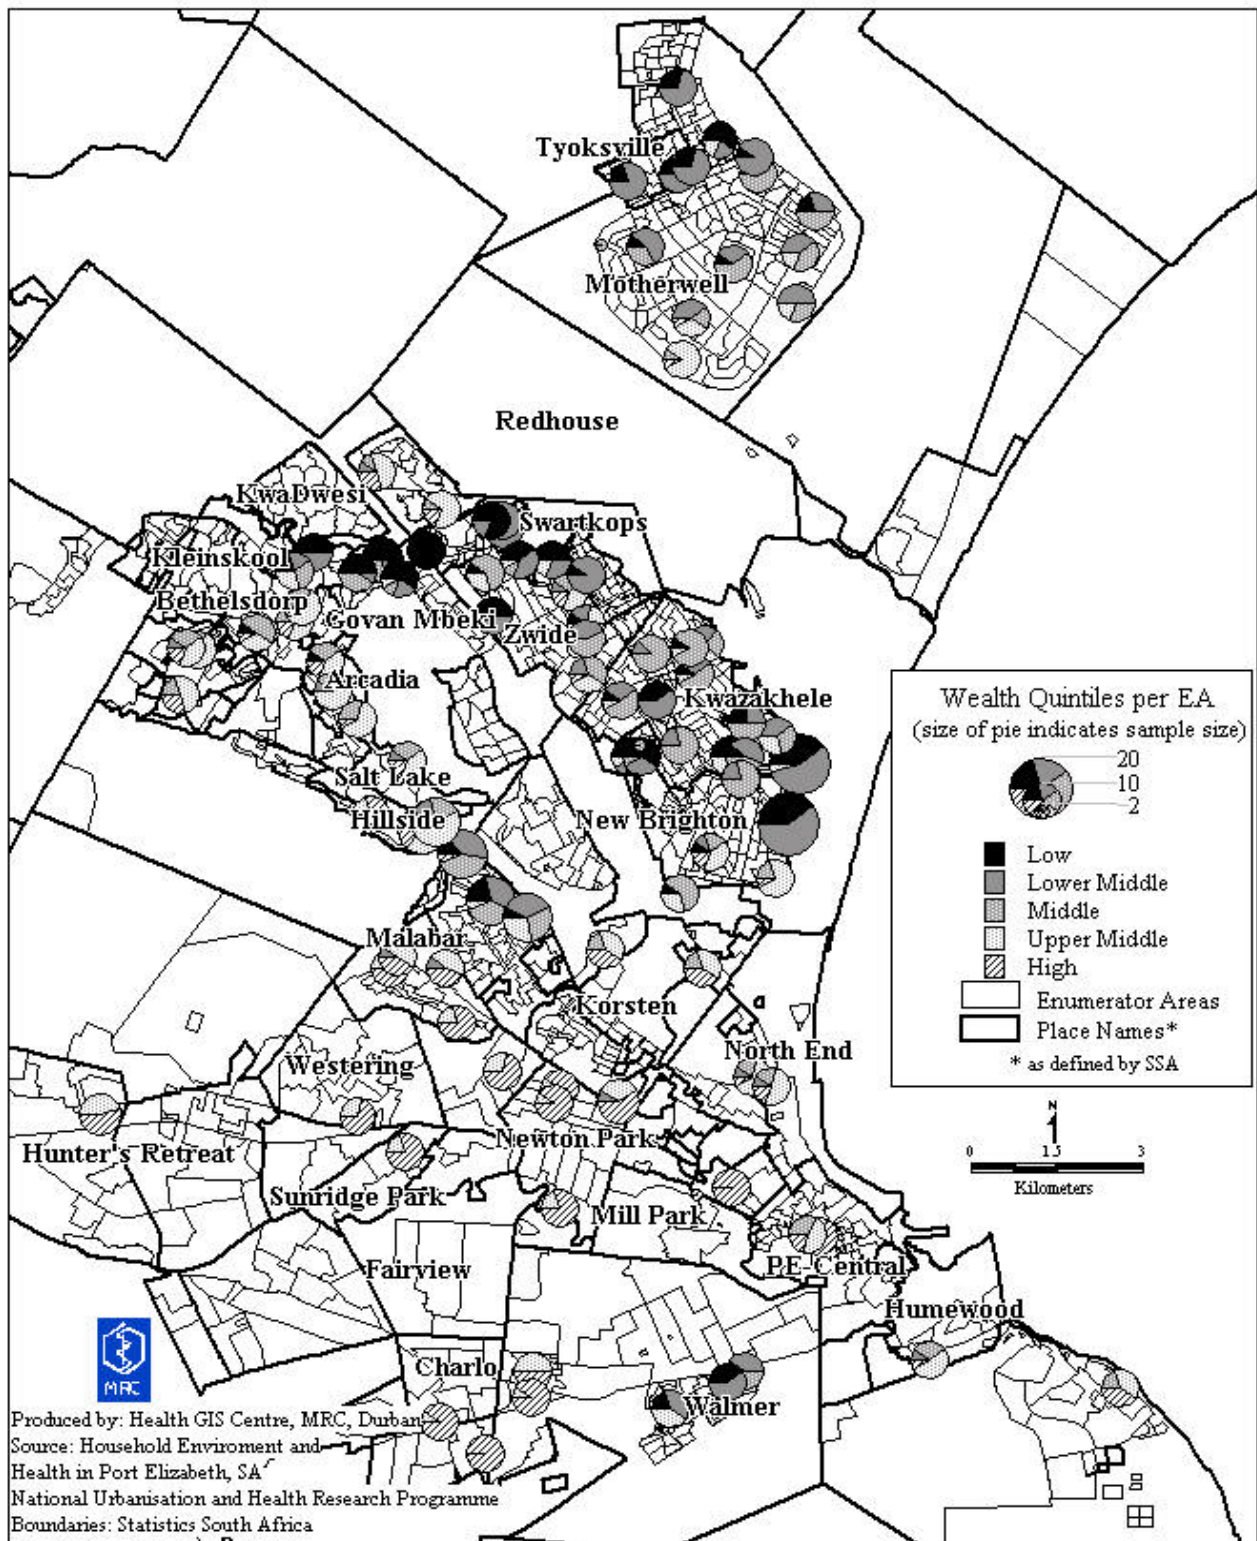 Tyoksville
Motherwell
Redhouse
KwaDwesi
Swartkops
Kleinskool
Bethelsdorp
Govan Mbeki
Zwide
Arcadia
Kwazakhele
Wealth Quintiles per EA
(size of pie indicates sample size)
20
10
2
Low
Lower Middle
Middle
Upper Middle
High
Enumerator Areas
Place Names*
* as defined by SSA
Salt Lake
Hillside
New Brighton
Malabar
Korsten
North End
Westering
N
0 1.5 3
Kilometers
Newton Park
Hunter's Retreat
Sunridge Park
Mill Park
Fairview
PE-Central
Humewood
Charlo
Walmer
MRC
Produced by: Health GIS Centre, MRC, Durban
Source: Household Enviroment and
Health in Port Elizabeth, SA
National Urbanisation and Health Research Programme
Boundaries: Statistics South Africa